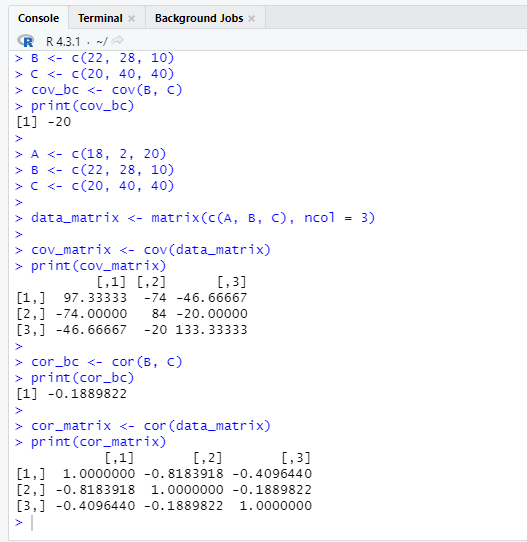 Console Terminal × Background Jobs ×
R R 4.3.1 · ~/
> B <- c(22, 28, 10)
> C <- c(20, 40, 40)
> cov_bc <- cov(B, C)
> print(cov_bc)
[1] -20
>
> A <- c(18, 2, 20)
> B <- c(22, 28, 10)
> C <- c(20, 40, 40)
>
> data_matrix <- matrix(c(A, B, C), ncol = 3)
>
> cov_matrix <- cov(data_matrix)
> print(cov_matrix)
          [,1] [,2]      [,3]
[1,]  97.33333  -74 -46.66667
[2,] -74.00000   84 -20.00000
[3,] -46.66667  -20 133.33333
>
> cor_bc <- cor(B, C)
> print(cor_bc)
[1] -0.1889822
>
> cor_matrix <- cor(data_matrix)
> print(cor_matrix)
           [,1]       [,2]       [,3]
[1,]  1.0000000 -0.8183918 -0.4096440
[2,] -0.8183918  1.0000000 -0.1889822
[3,] -0.4096440 -0.1889822  1.0000000
>